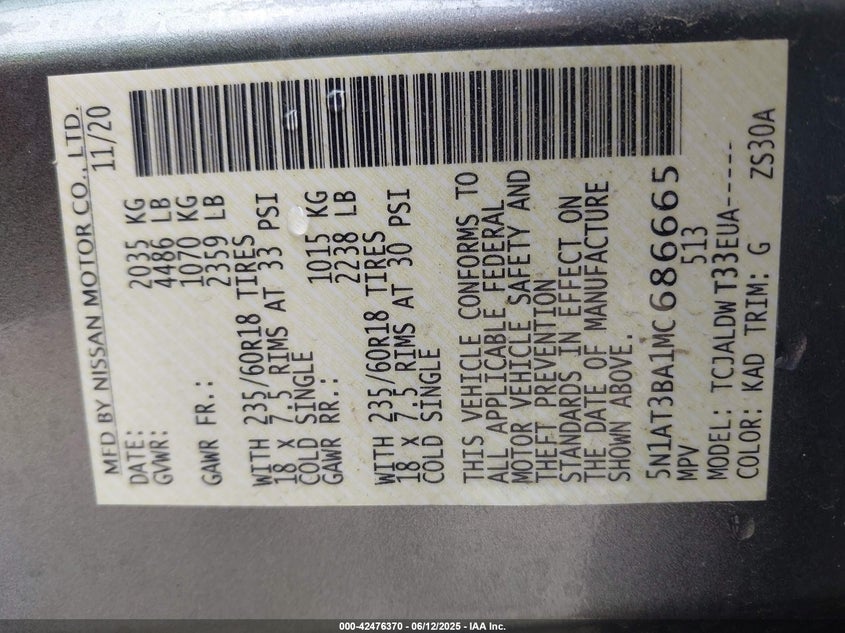 MFD BY NISSAN MOTOR CO., LTD.
DATE: 11/20
GVWR: 2035 KG
4486 LB
GAWR FR.: 1070 KG
2359 LB
WITH 235/60R18 TIRES
18 X 7.5 RIMS AT 33 PSI
COLD SINGLE
GAWR RR.: 1015 KG
2238 LB
WITH 235/60R18 TIRES
18 X 7.5 RIMS AT 30 PSI
COLD SINGLE
THIS VEHICLE CONFORMS TO
ALL APPLICABLE FEDERAL
MOTOR VEHICLE SAFETY AND
THEFT PREVENTION
STANDARDS IN EFFECT ON
THE DATE OF MANUFACTURE
SHOWN ABOVE.
5N1AT3BA1MC686665
MPV 513
MODEL: TCJALDWT33EUA-----
COLOR: KAD TRIM: G ZS30A
000-42476370 - 06/12/2025 - IAA Inc.